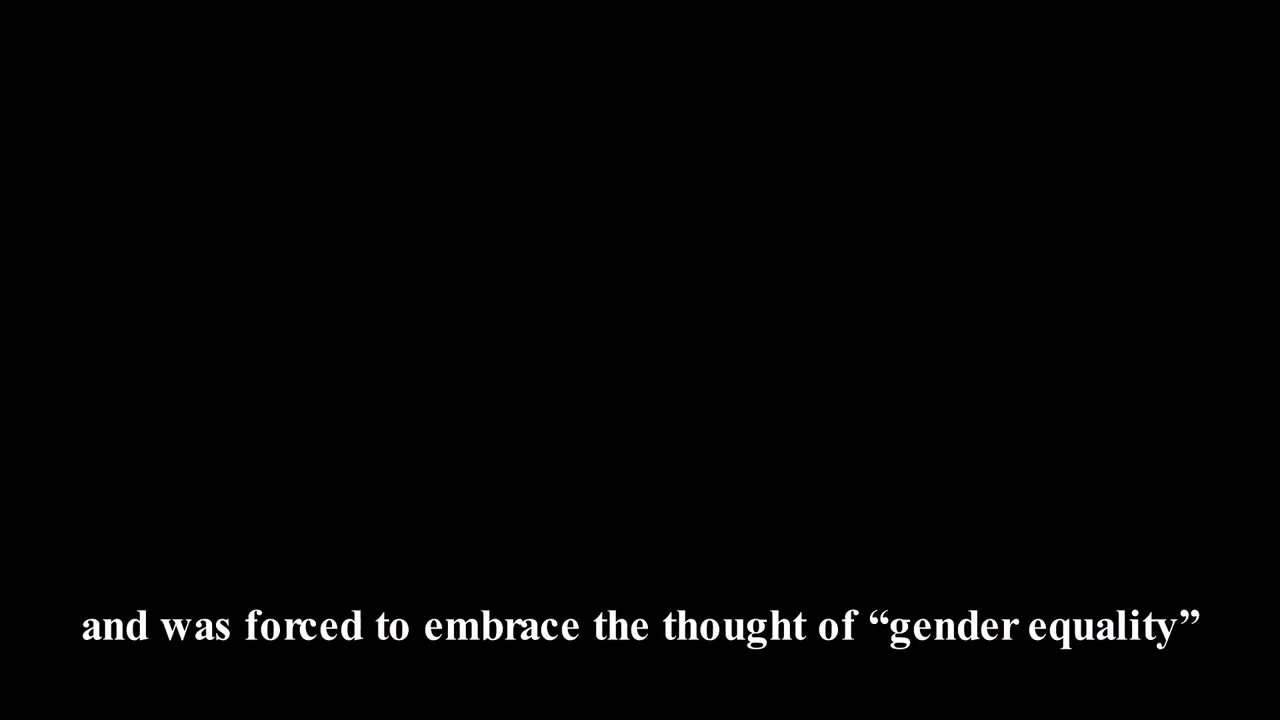 and was forced to embrace the thought of “gender equality”